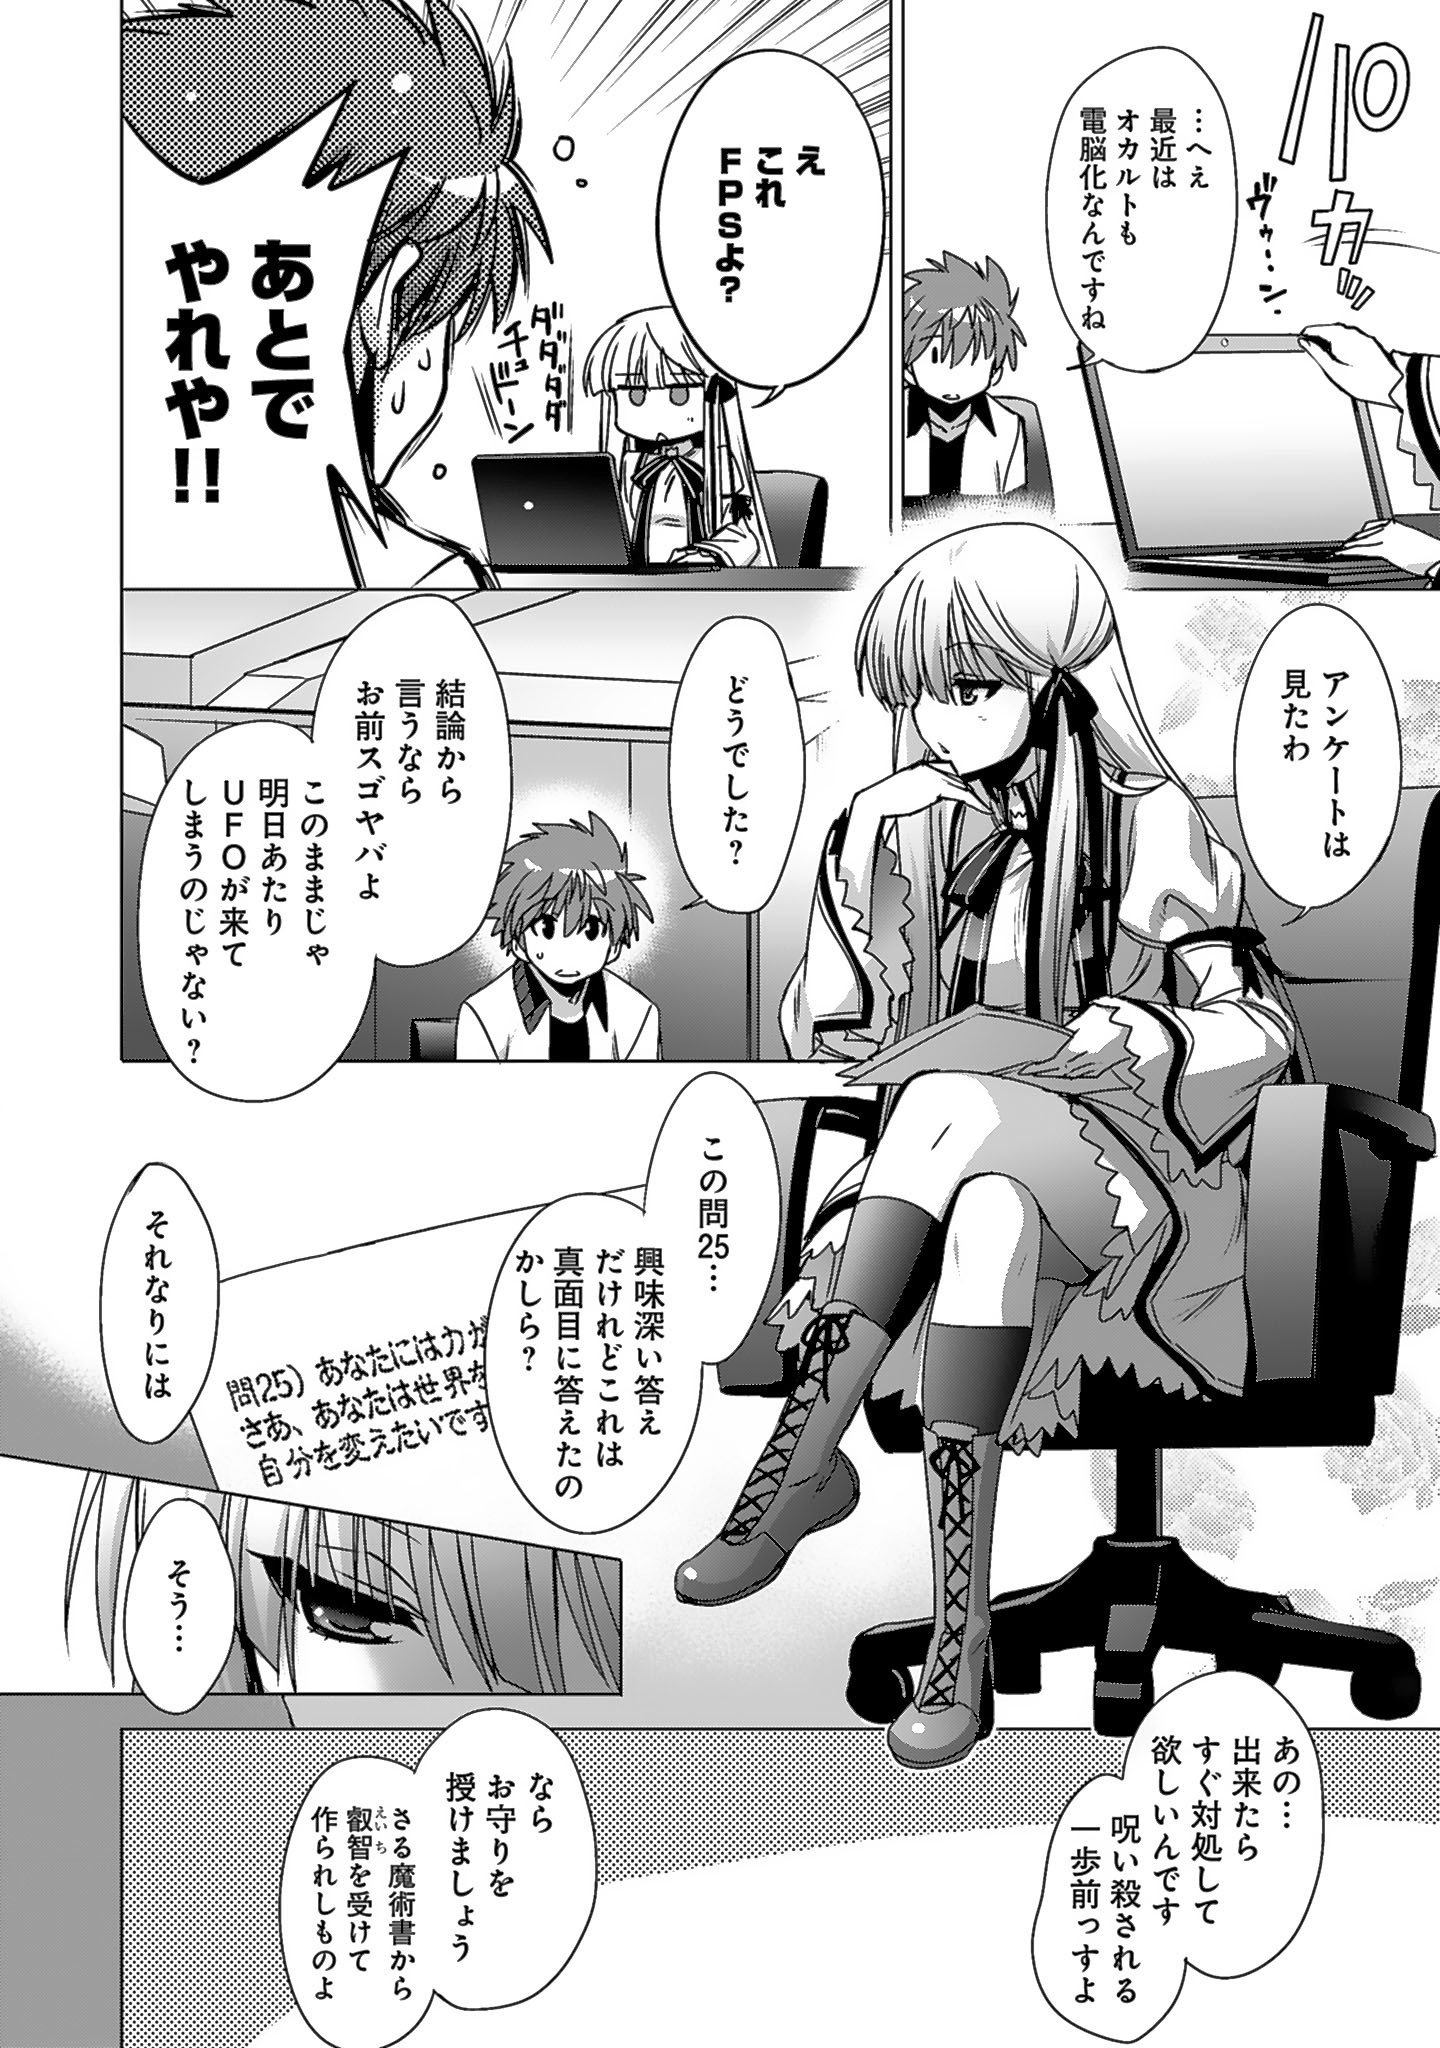 パカッ
ヴゥ…ン
…へえ
最近は
オカルトも
電脳化なんですね
え
これ
ＦＰＳよ？
ダダダダ
チュドーン
あとで
やれや!!
アンケートは
見たわ
どうでした？
結論から
言うなら
お前スゴヤバよ
このままじゃ
明日あたり
ＵＦＯが来て
しまうのじゃない？
この問25…
興味深い答え
だけれどこれは
真面目に答えたの
かしら？
問25）あなたには力が
さあ、あなたは世界を
自分を変えたいです
それなりには
そう…
あの…
出来たら
すぐ対処して
欲しいんです
呪い殺される
一歩前っすよ
なら
お守りを
授けましょう
さる魔術書から
叡智を受けて
えいち
作られしものよ